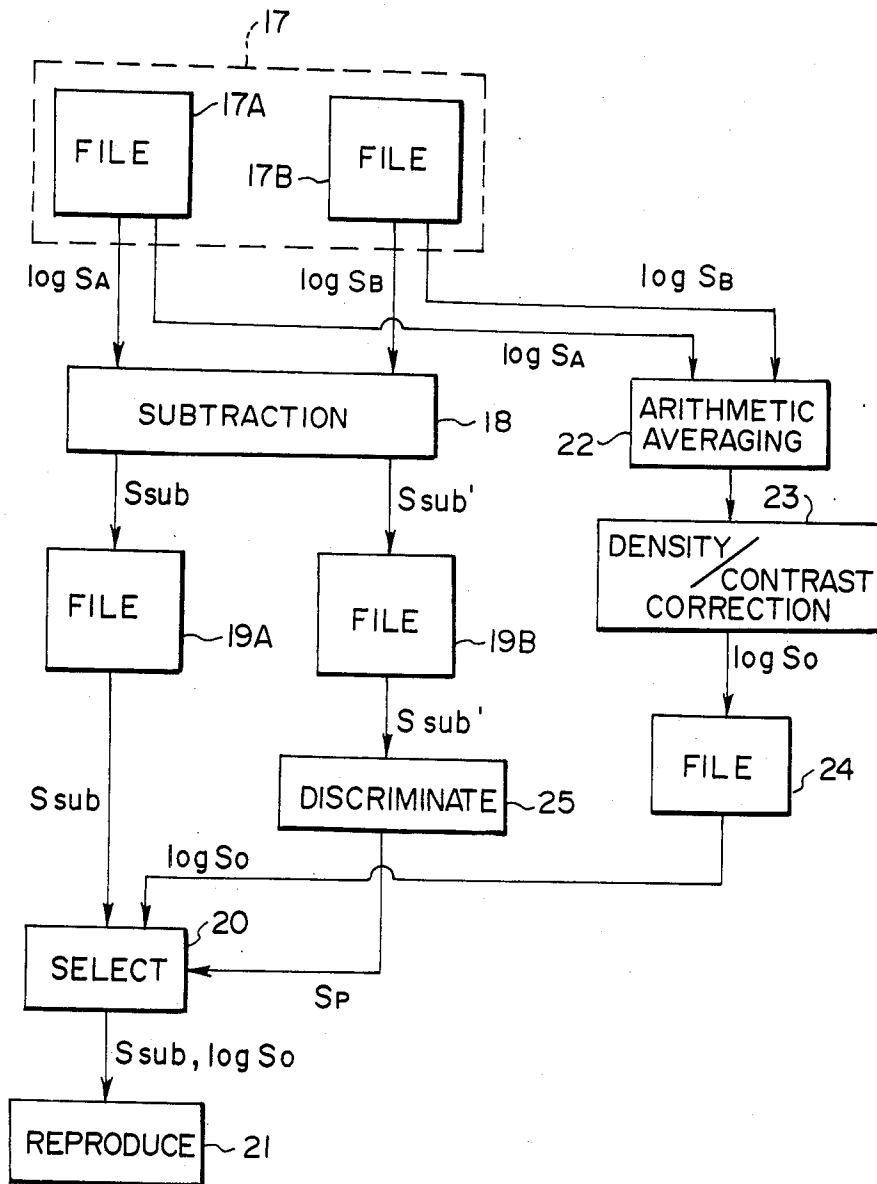 17
17A
FILE
17B
FILE
log SA
log SB
log SB
log SA
SUBTRACTION
18
ARITHMETIC
AVERAGING
22
23
Ssub
Ssub'
DENSITY/
CONTRAST
CORRECTION
FILE
19A
FILE
19B
log So
Ssub'
FILE
24
Ssub
DISCRIMINATE
25
log So
20
SELECT
SP
Ssub, log So
REPRODUCE
21